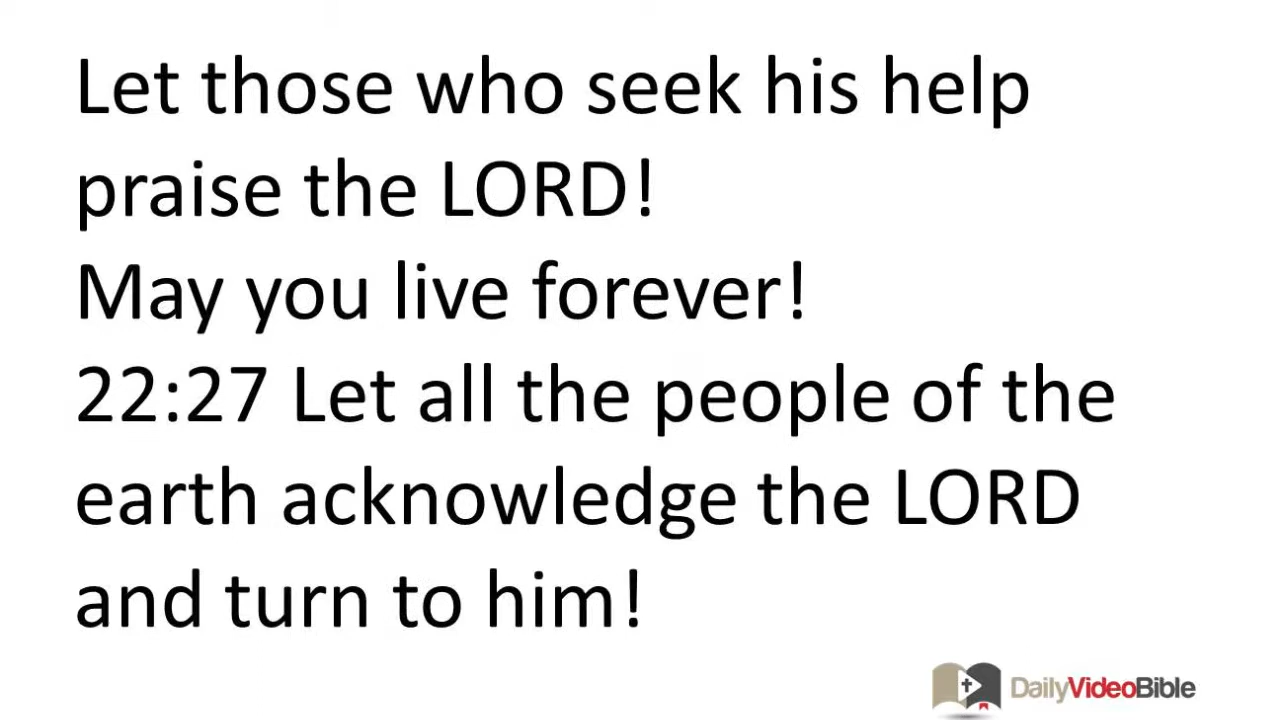 Let those who seek his help
praise the LORD!
May you live forever!
22:27 Let all the people of the
earth acknowledge the LORD
and turn to him!
DailyVideoBible